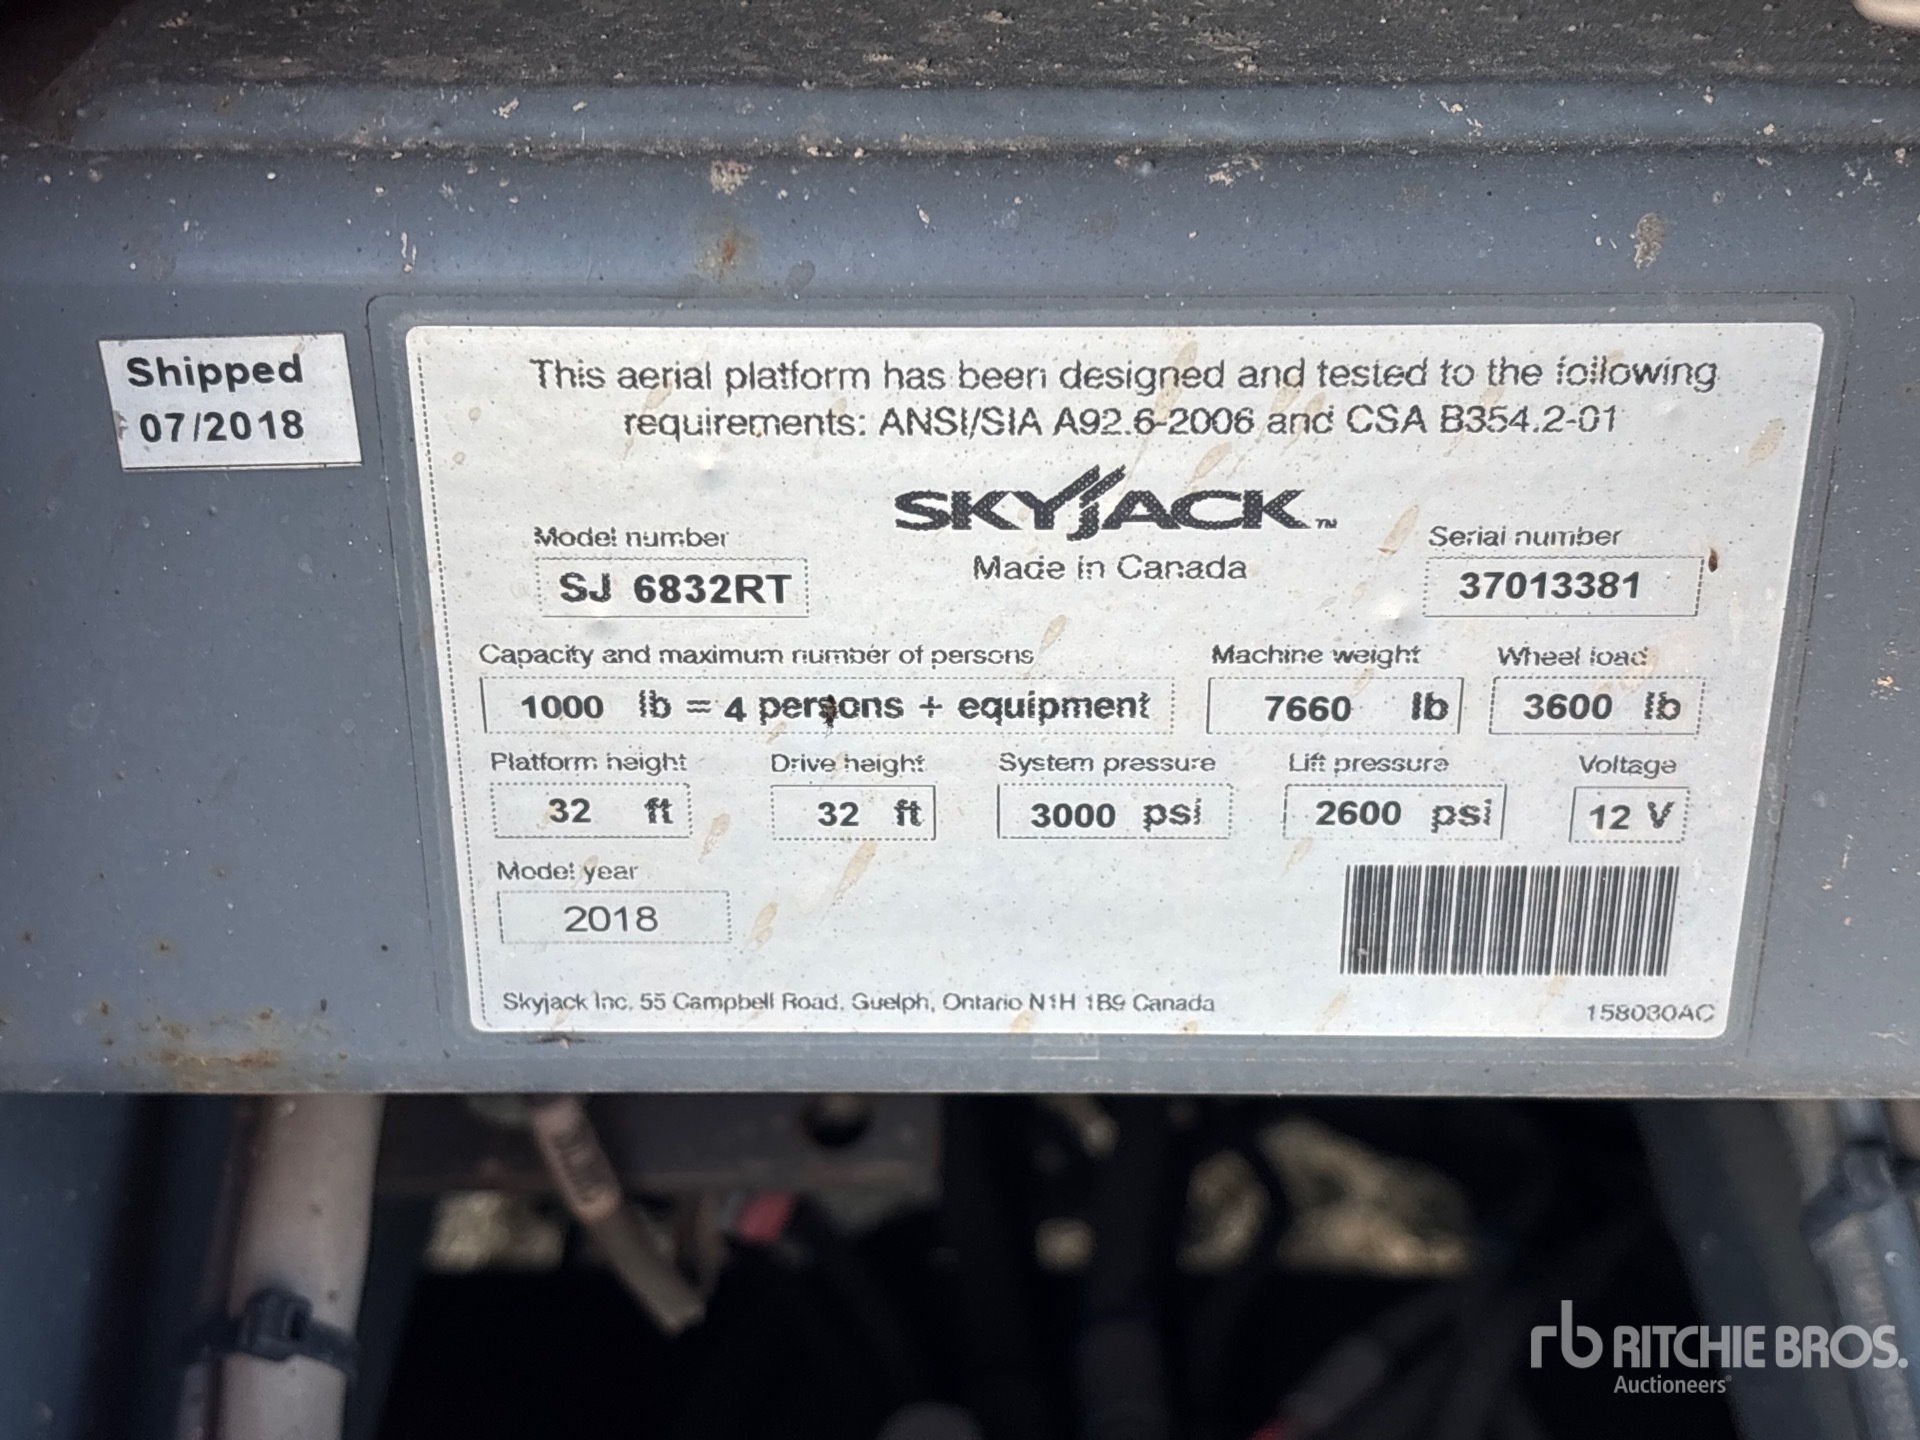 Shipped
07/2018
This aerial platform has been designed and tested to the following
requirements: ANSI/SIA A92.6-2006 and CSA B354.2-01
SKYJACK™
Made in Canada
Model number
SJ 6832RT
Serial number
37013381
Capacity and maximum number of persons
1000 lb = 4 persons + equipment
Machine weight
7660 lb
Wheel load
3600 lb
Platform height
32 ft
Drive height
32 ft
System pressure
3000 psi
Lift pressure
2600 psi
Voltage
12 V
Model year
2018
Skyjack Inc, 55 Campbell Road, Guelph, Ontario N1H 1B9 Canada
158030AC
rb RITCHIE BROS.
Auctioneers®